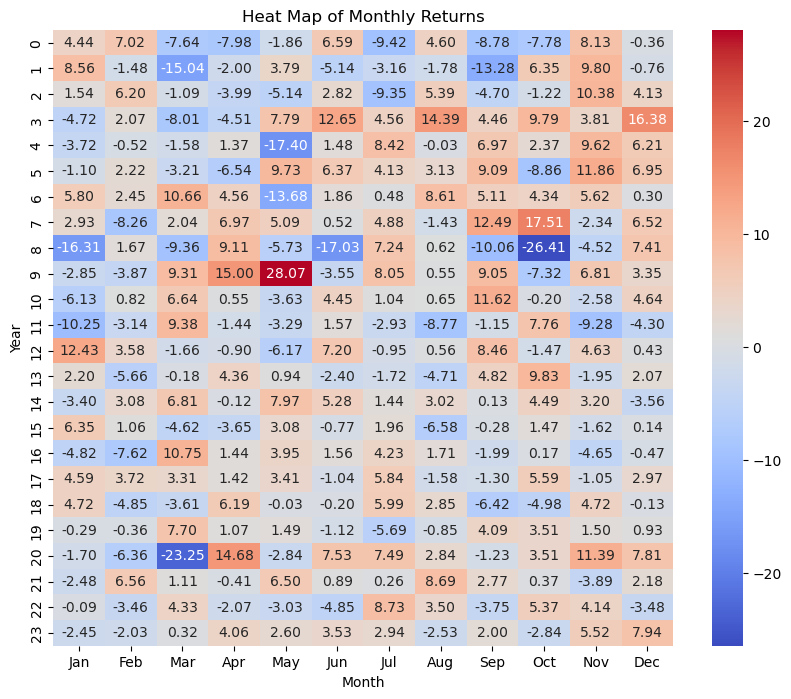 Heat Map of Monthly Returns
0 4.44 7.02 -7.64 -7.98 -1.86 6.59 -9.42 4.60 -8.78 -7.78 8.13 -0.36
1 8.56 -1.48 -15.04 -2.00 3.79 -5.14 -3.16 -1.78 -13.28 6.35 9.80 -0.76
2 1.54 6.20 -1.09 -3.99 -5.14 2.82 -9.35 5.39 -4.70 -1.22 10.38 4.13
3 -4.72 2.07 -8.01 -4.51 7.79 12.65 4.56 14.39 4.46 9.79 3.81 16.38
4 -3.72 -0.52 -1.58 1.37 -17.40 1.48 8.42 -0.03 6.97 2.37 9.62 6.21
5 -1.10 2.22 -3.21 -6.54 9.73 6.37 4.13 3.13 9.09 -8.86 11.86 6.95
6 5.80 2.45 10.66 4.56 -13.68 1.86 0.48 8.61 5.11 4.34 5.62 0.30
7 2.93 -8.26 2.04 6.97 5.09 0.52 4.88 -1.43 12.49 17.51 -2.34 6.52
8 -16.31 1.67 -9.36 9.11 -5.73 -17.03 7.24 0.62 -10.06 -26.41 -4.52 7.41
9 -2.85 -3.87 9.31 15.00 28.07 -3.55 8.05 0.55 9.05 -7.32 6.81 3.35
10 -6.13 0.82 6.64 0.55 -3.63 4.45 1.04 0.65 11.62 -0.20 -2.58 4.64
11 -10.25 -3.14 9.38 -1.44 -3.29 1.57 -2.93 -8.77 -1.15 7.76 -9.28 -4.30
12 12.43 3.58 -1.66 -0.90 -6.17 7.20 -0.95 0.56 8.46 -1.47 4.63 0.43
13 2.20 -5.66 -0.18 4.36 0.94 -2.40 -1.72 -4.71 4.82 9.83 -1.95 2.07
14 -3.40 3.08 6.81 -0.12 7.97 5.28 1.44 3.02 0.13 4.49 3.20 -3.56
15 6.35 1.06 -4.62 -3.65 3.08 -0.77 1.96 -6.58 -0.28 1.47 -1.62 0.14
16 -4.82 -7.62 10.75 1.44 3.95 1.56 4.23 1.71 -1.99 0.17 -4.65 -0.47
17 4.59 3.72 3.31 1.42 3.41 -1.04 5.84 -1.58 -1.30 5.59 -1.05 2.97
18 4.72 -4.85 -3.61 6.19 -0.03 -0.20 5.99 2.85 -6.42 -4.98 4.72 -0.13
19 -0.29 -0.36 7.70 1.07 1.49 -1.12 -5.69 -0.85 4.09 3.51 1.50 0.93
20 -1.70 -6.36 -23.25 14.68 -2.84 7.53 7.49 2.84 -1.23 3.51 11.39 7.81
21 -2.48 6.56 1.11 -0.41 6.50 0.89 0.26 8.69 2.77 0.37 -3.89 2.18
22 -0.09 -3.46 4.33 -2.07 -3.03 -4.85 8.73 3.50 -3.75 5.37 4.14 -3.48
23 -2.45 -2.03 0.32 4.06 2.60 3.53 2.94 -2.53 2.00 -2.84 5.52 7.94
Jan Feb Mar Apr May Jun Jul Aug Sep Oct Nov Dec
Month
Year
20
10
0
−10
−20